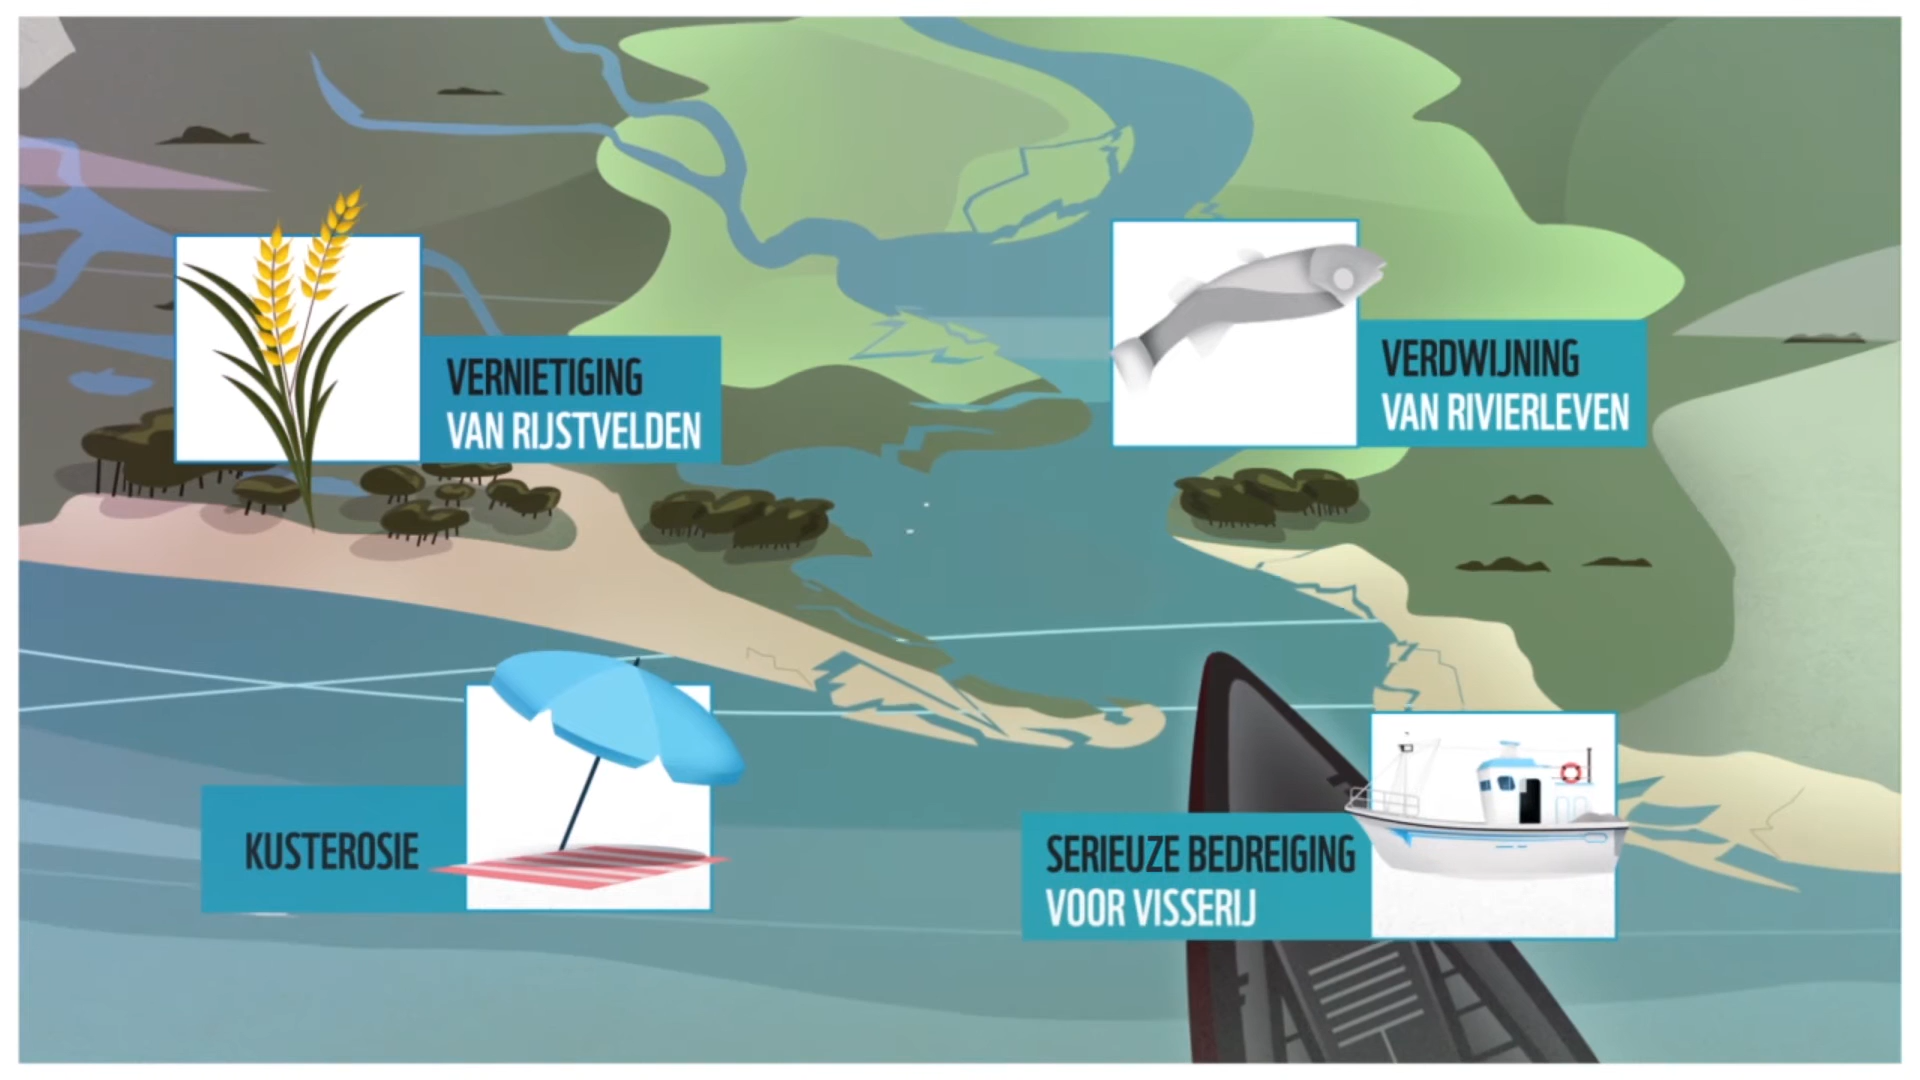 VERNIETIGING
VAN RIJSTVELDEN
VERDWIJNING
VAN RIVIERLEVEN
KUSTEROSIE
SERIEUZE BEDREIGING
VOOR VISSERIJ